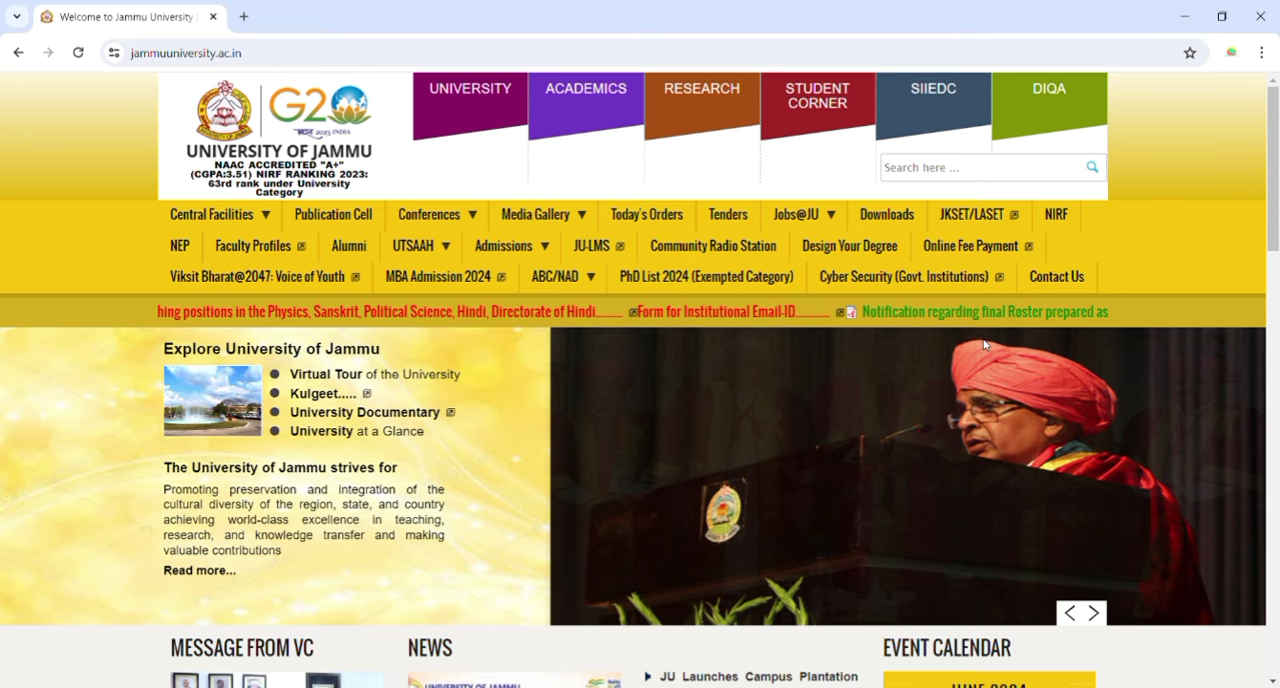 Welcome to Jammu University
jammuuniversity.ac.in
G20
2023 INDIA
UNIVERSITY OF JAMMU
NAAC ACCREDITED "A+"
(CGPA:3.51) NIRF RANKING 2023:
63rd rank under University
Category
UNIVERSITY ACADEMICS RESEARCH STUDENT CORNER SIIEDC DIQA
Search here ...
Central Facilities ▼ Publication Cell Conferences ▼ Media Gallery ▼ Today's Orders Tenders Jobs@JU ▼ Downloads JKSET/LASET NIRF
NEP Faculty Profiles Alumni UTSAAH ▼ Admissions ▼ JU-LMS Community Radio Station Design Your Degree Online Fee Payment
Viksit Bharat@2047: Voice of Youth MBA Admission 2024 ABC/NAD ▼ PhD List 2024 (Exempted Category) Cyber Security (Govt. Institutions) Contact Us
hing positions in the Physics, Sanskrit, Political Science, Hindi, Directorate of Hindi.......... Form for Institutional Email-ID............. Notification regarding final Roster prepared as
Explore University of Jammu
Virtual Tour of the University
Kulgeet.....
University Documentary
University at a Glance
The University of Jammu strives for
Promoting preservation and integration of the
cultural diversity of the region, state, and country
achieving world-class excellence in teaching,
research, and knowledge transfer and making
valuable contributions
Read more...
MESSAGE FROM VC NEWS EVENT CALENDAR
JU Launches Campus Plantation
UNIVERSITY OF JAMMU
JUNE 2024